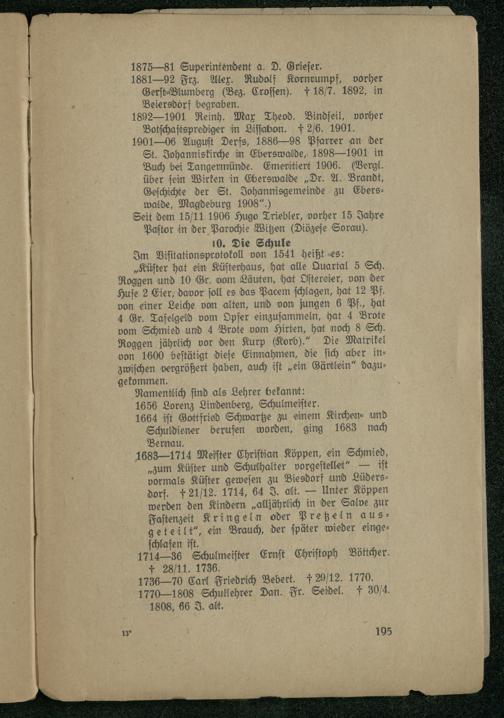 1875—81 Superintendent a. D. Grieser.
1881—92 Frz. Alex. Rudolf Kornrumpf, vorher
Gerst=Blumberg (Bez. Crossen). † 18/7. 1892, in
Beiersdorf begraben.
1892—1901 Reinh. Max Theod. Bindseil, vorher
Botschaftsprediger in Lissabon. † 2/6. 1901.
1901—06 August Derfs, 1886—98 Pfarrer an der
St. Johanniskirche in Eberswalde, 1898—1901 in
Buch bei Tangermünde. Emeritiert 1906. (Vergl.
über sein Wirken in Eberswalde „Dr. A. Brandt,
Geschichte der St. Johannisgemeinde zu Ebers-
walde, Magdeburg 1908“.)
Seit dem 15/11 1906 Hugo Triebler, vorher 15 Jahre
Pastor in der Parochie Witzen (Diözese Sorau).
10. Die Schule
Im Visitationsprotokoll von 1541 heißt es:
„Küster hat ein Küsterhaus, hat alle Quartal 5 Sch.
Roggen und 10 Gr. vom Läuten, hat Ostereier, von der
Hufe 2 Eier, davor soll es das Pacem schlagen, hat 12 Pf.
von einer Leiche von alten, und von jungen 6 Pf., hat
4 Gr. Tafelgeld vom Opfer einzusammeln, hat 4 Brote
vom Schmied und 4 Brote vom Hirten, hat noch 8 Sch.
Roggen jährlich vor den Kurp (Korb).“ Die Matrikel
von 1600 bestätigt diese Einnahmen, die sich aber in-
zwischen vergrößert haben, auch ist „ein Gärtlein“ dazu-
gekommen.
Namentlich sind als Lehrer bekannt:
1656 Lorenz Lindenberg, Schulmeister.
1664 ist Gottfried Schwartze zu einem Kirchen- und
Schuldiener berufen worden, ging 1683 nach
Bernau.
1683—1714 Meister Christian Köppen, ein Schmied,
„zum Küster und Schulhalter vorgestellet“ — ist
vormals Küster gewesen zu Biesdorf und Lüders-
dorf. † 21/12. 1714, 64 J. alt. — Unter Köppen
werden den Kindern „alljährlich in der Salve zur
Fastenzeit Kringeln oder Pretzeln aus-
geteilt“, ein Brauch, der später wieder einge-
schlafen ist.
1714—36 Schulmeister Ernst Christoph Böttcher.
† 28/11. 1736.
1736—70 Carl Friedrich Bebert. † 29/12. 1770.
1770—1808 Schullehrer Dan. Fr. Seidel. † 30/4.
1808, 66 J. alt.
13*
195